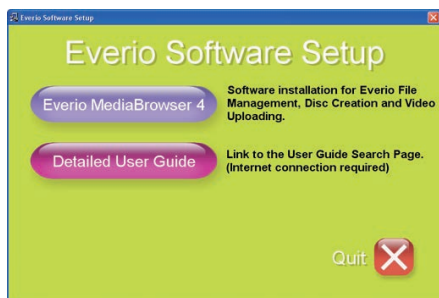 Everio Software Setup
Everio Software Setup
Everio MediaBrowser 4
Software installation for Everio File
Management, Disc Creation and Video
Uploading.
Detailed User Guide
Link to the User Guide Search Page.
(Internet connection required)
Quit